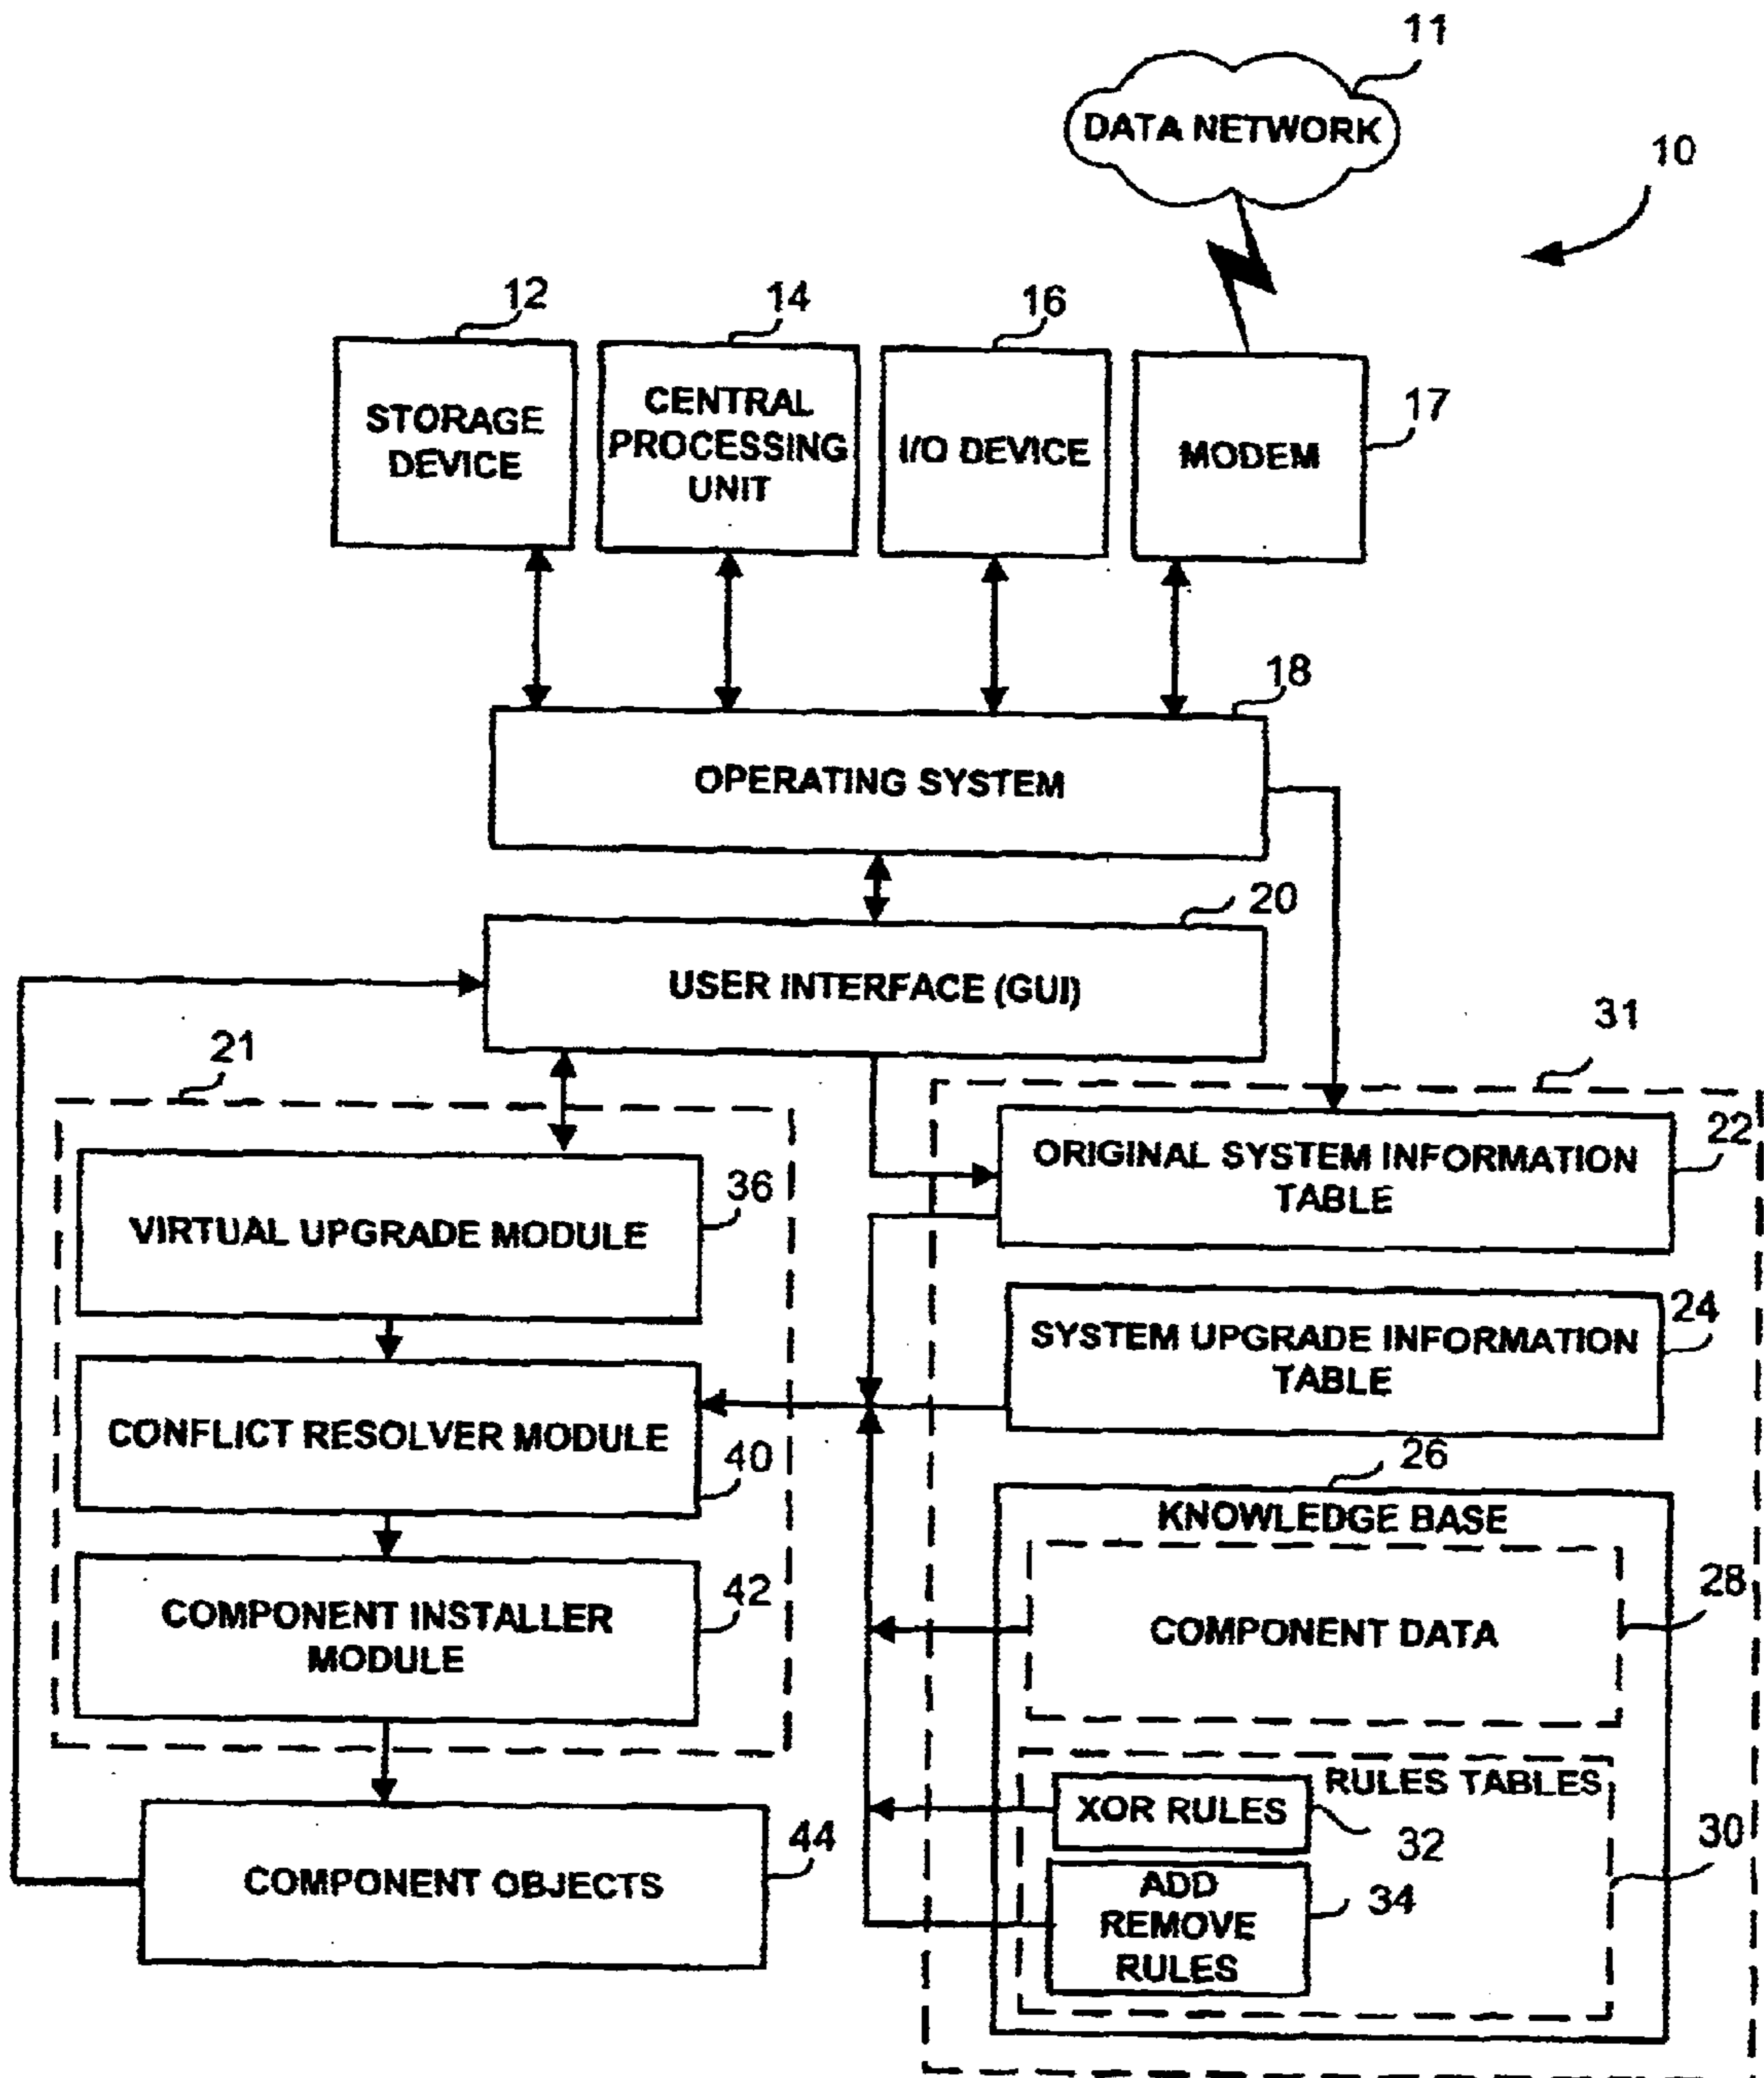 11
DATA NETWORK
10
12
14
16
STORAGE
DEVICE
CENTRAL
PROCESSING
UNIT
I/O DEVICE
MODEM
17
18
OPERATING SYSTEM
20
USER INTERFACE (GUI)
21
31
ORIGINAL SYSTEM INFORMATION
TABLE
22
VIRTUAL UPGRADE MODULE
36
SYSTEM UPGRADE INFORMATION
TABLE
24
CONFLICT RESOLVER MODULE
40
26
KNOWLEDGE BASE
COMPONENT DATA
28
COMPONENT INSTALLER
MODULE
42
RULES TABLES
XOR RULES
32
30
ADD
REMOVE
RULES
34
COMPONENT OBJECTS
44